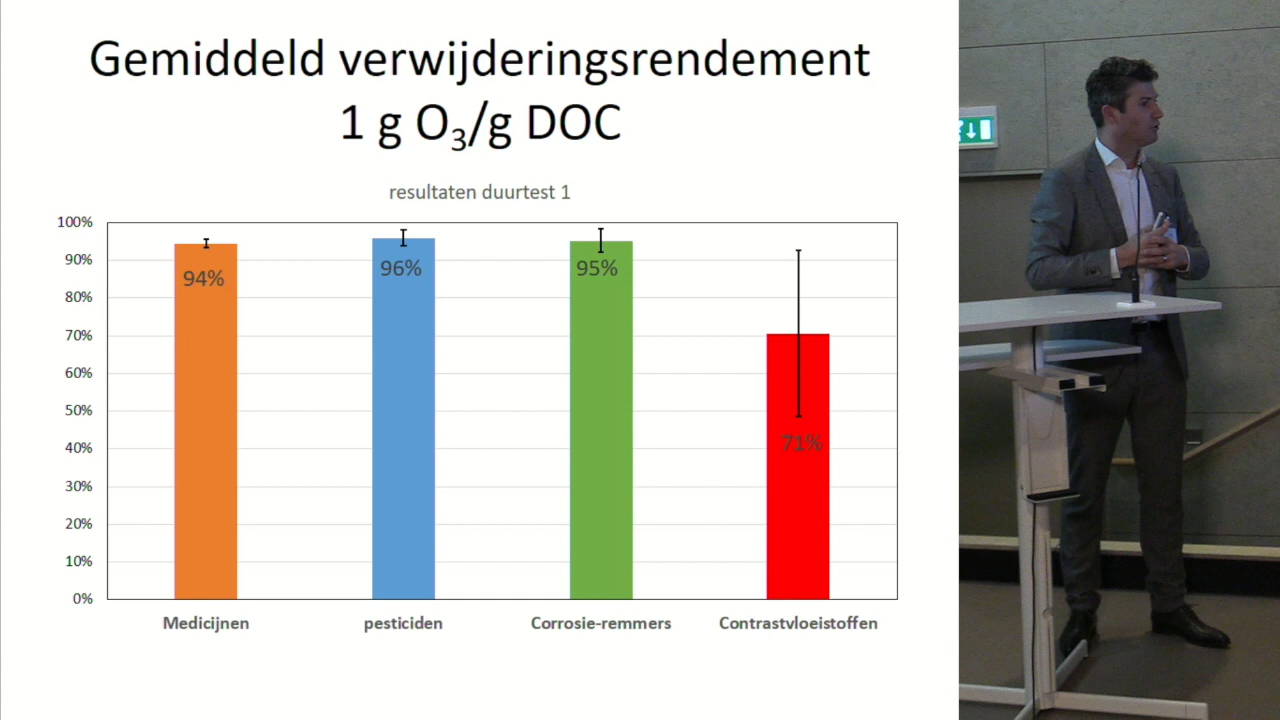 Gemiddeld verwijderingsrendement
1 g O₃/g DOC
resultaten duurtest 1
100%
90%
80%
70%
60%
50%
40%
30%
20%
10%
0%
94%
96%
95%
71%
Medicijnen
pesticiden
Corrosie-remmers
Contrastvloeistoffen